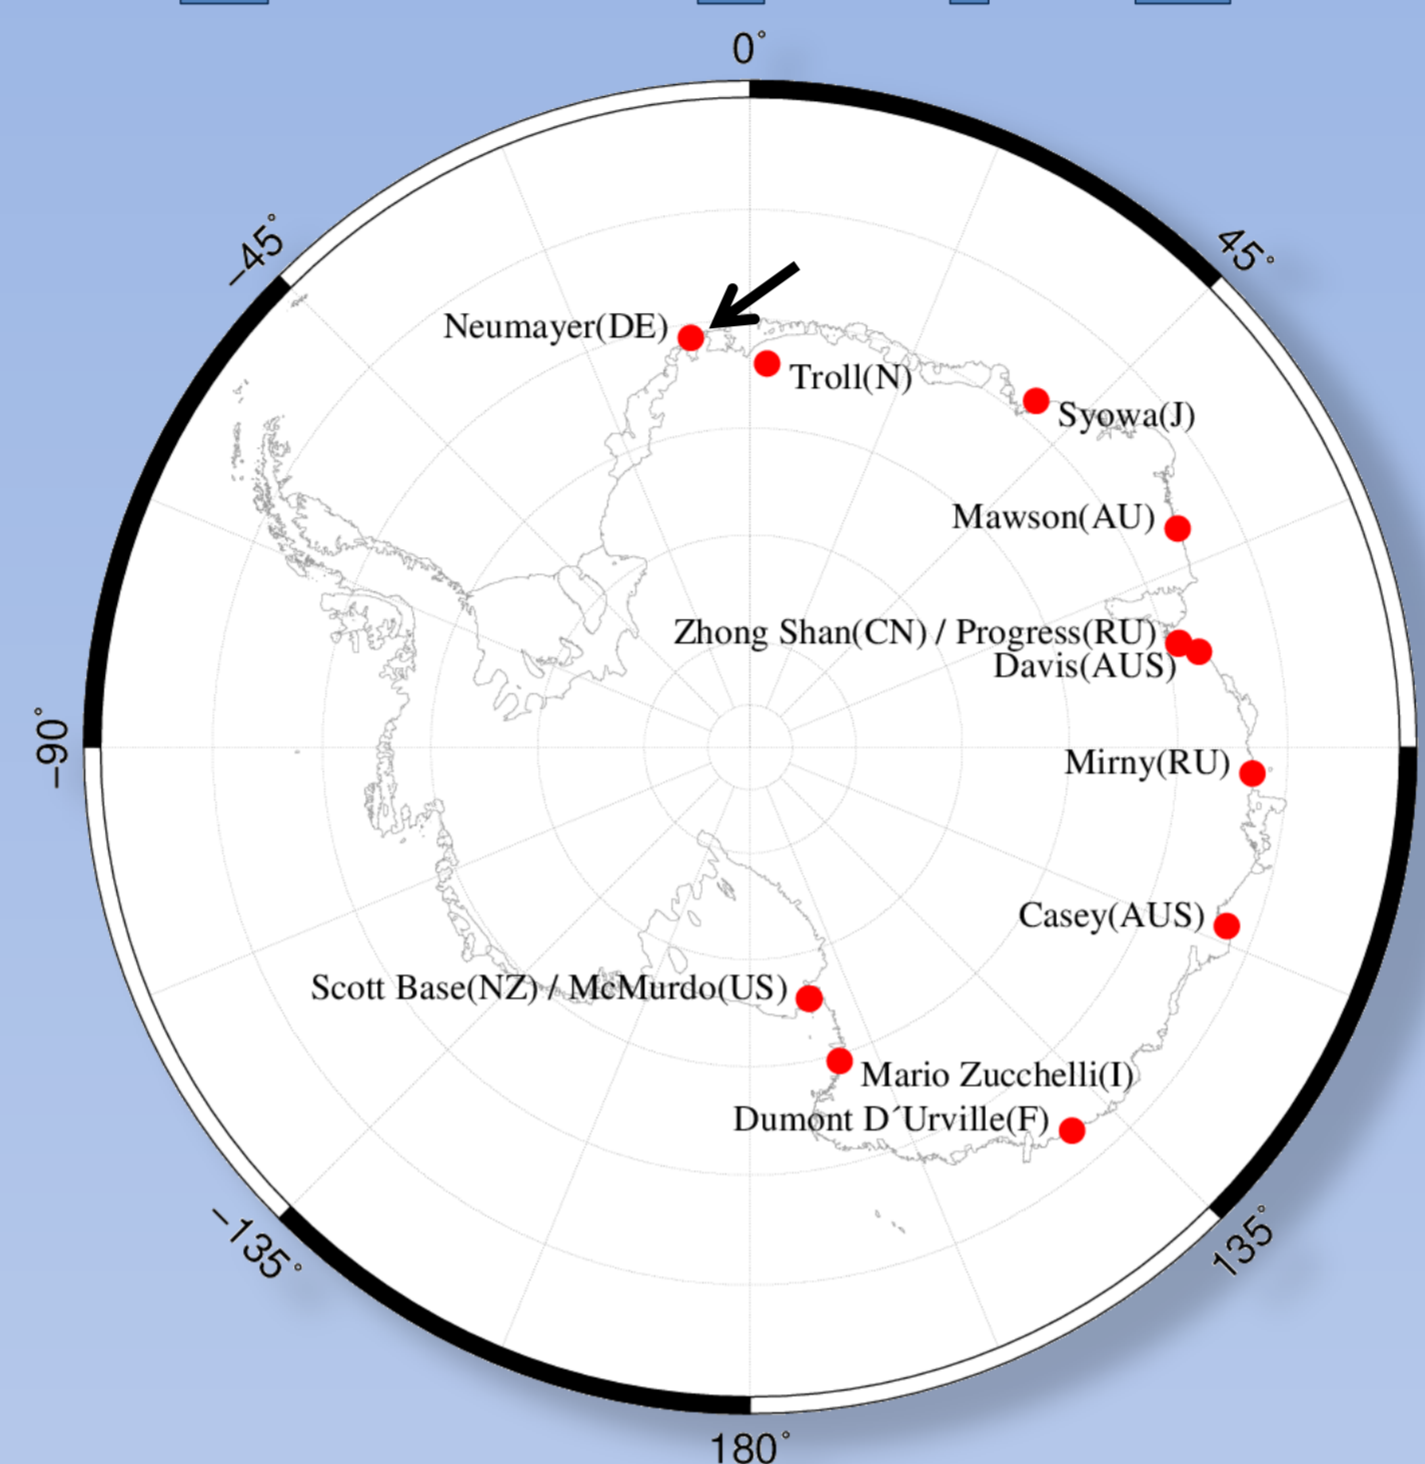 0°
45°
−45°
Neumayer(DE)
Troll(N)
Syowa(J)
Mawson(AU)
Zhong Shan(CN) / Progress(RU)
Davis(AUS)
−90°
Mirny(RU)
Casey(AUS)
Scott Base(NZ) / McMurdo(US)
Mario Zucchelli(I)
Dumont D´Urville(F)
−135°
135°
180°